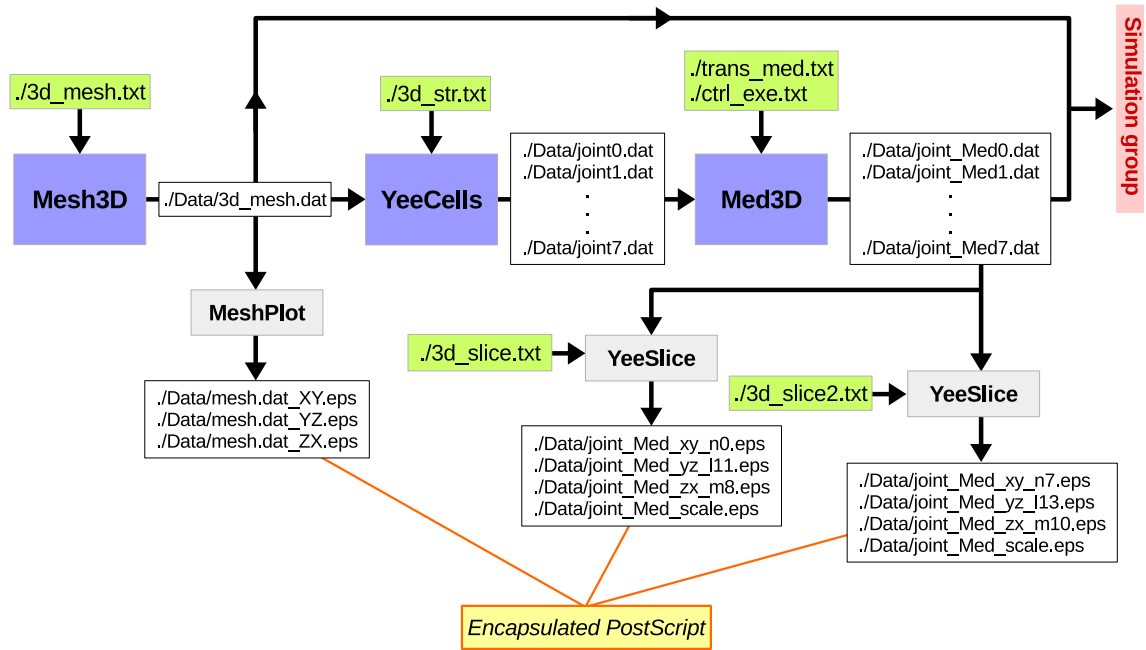 Simulation group
./3d_mesh.txt
./3d_str.txt
./trans_med.txt
./ctrl_exe.txt
Mesh3D
./Data/3d_mesh.dat
YeeCells
./Data/joint0.dat
./Data/joint1.dat
.
.
.
./Data/joint7.dat
Med3D
./Data/joint_Med0.dat
./Data/joint_Med1.dat
.
.
.
./Data/joint_Med7.dat
MeshPlot
./3d_slice.txt
YeeSlice
./3d_slice2.txt
YeeSlice
./Data/mesh.dat_XY.eps
./Data/mesh.dat_YZ.eps
./Data/mesh.dat_ZX.eps
./Data/joint_Med_xy_n0.eps
./Data/joint_Med_yz_l11.eps
./Data/joint_Med_zx_m8.eps
./Data/joint_Med_scale.eps
./Data/joint_Med_xy_n7.eps
./Data/joint_Med_yz_l13.eps
./Data/joint_Med_zx_m10.eps
./Data/joint_Med_scale.eps
Encapsulated PostScript